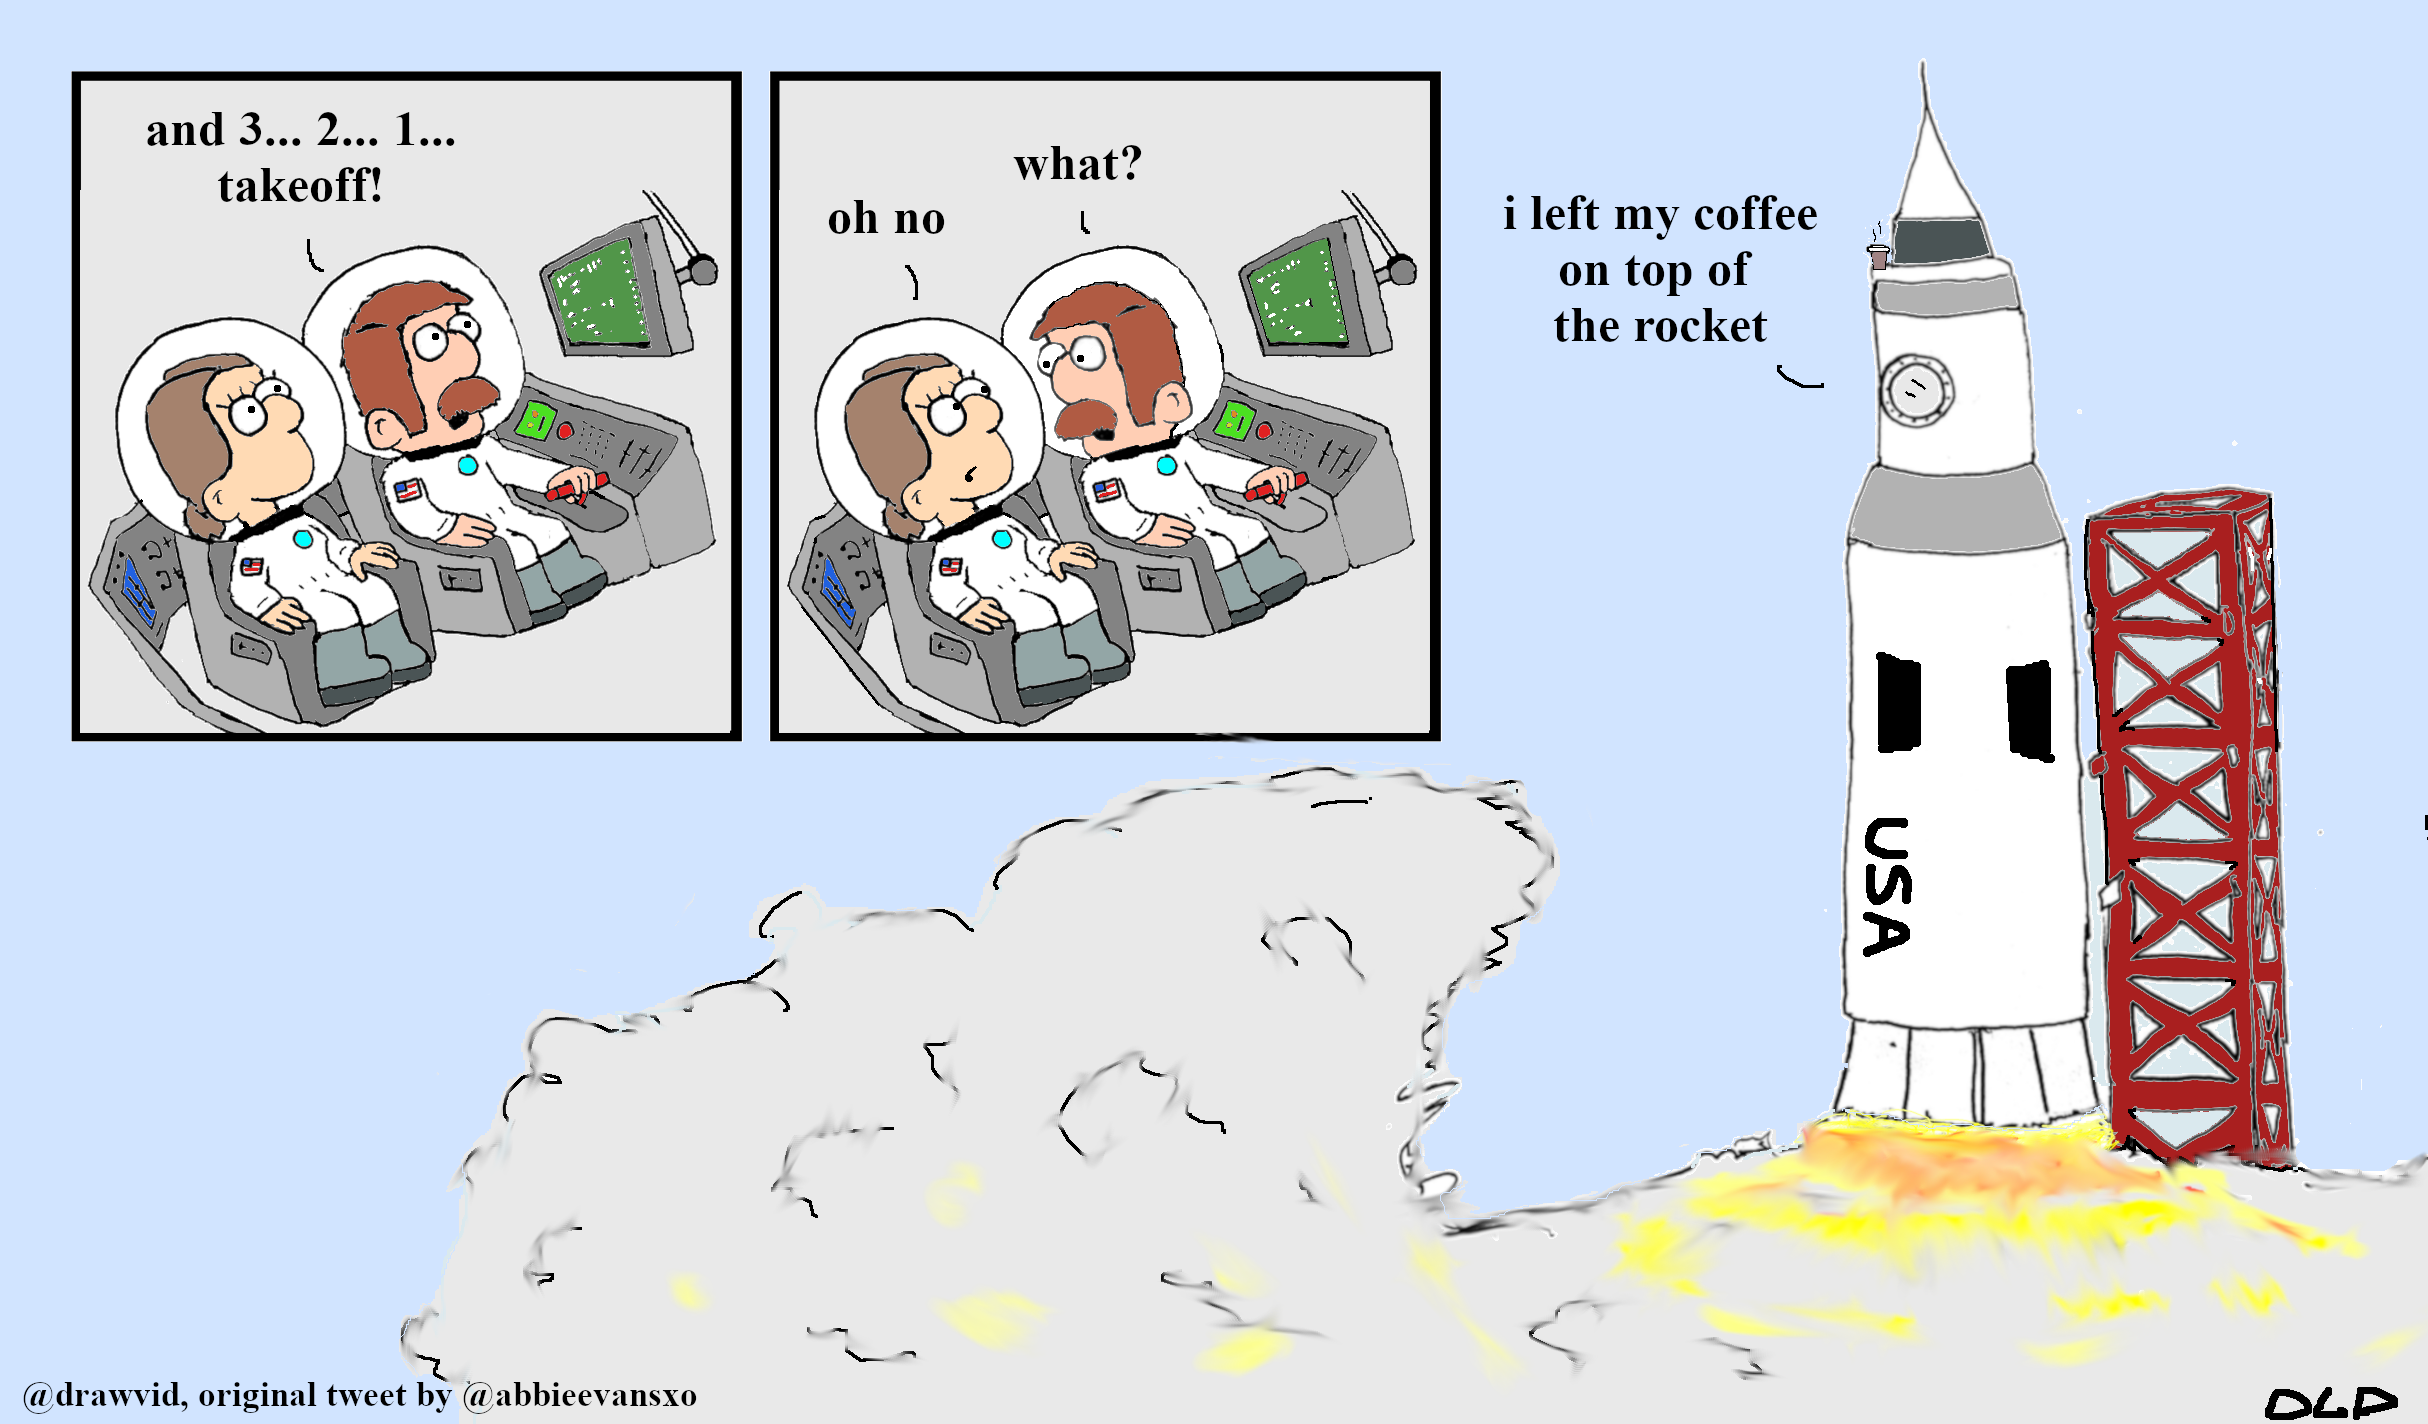 and 3... 2... 1...
takeoff!
what?
oh no
i left my coffee
on top of
the rocket
USA
@drawvid, original tweet by @abbieevansxo
DLD